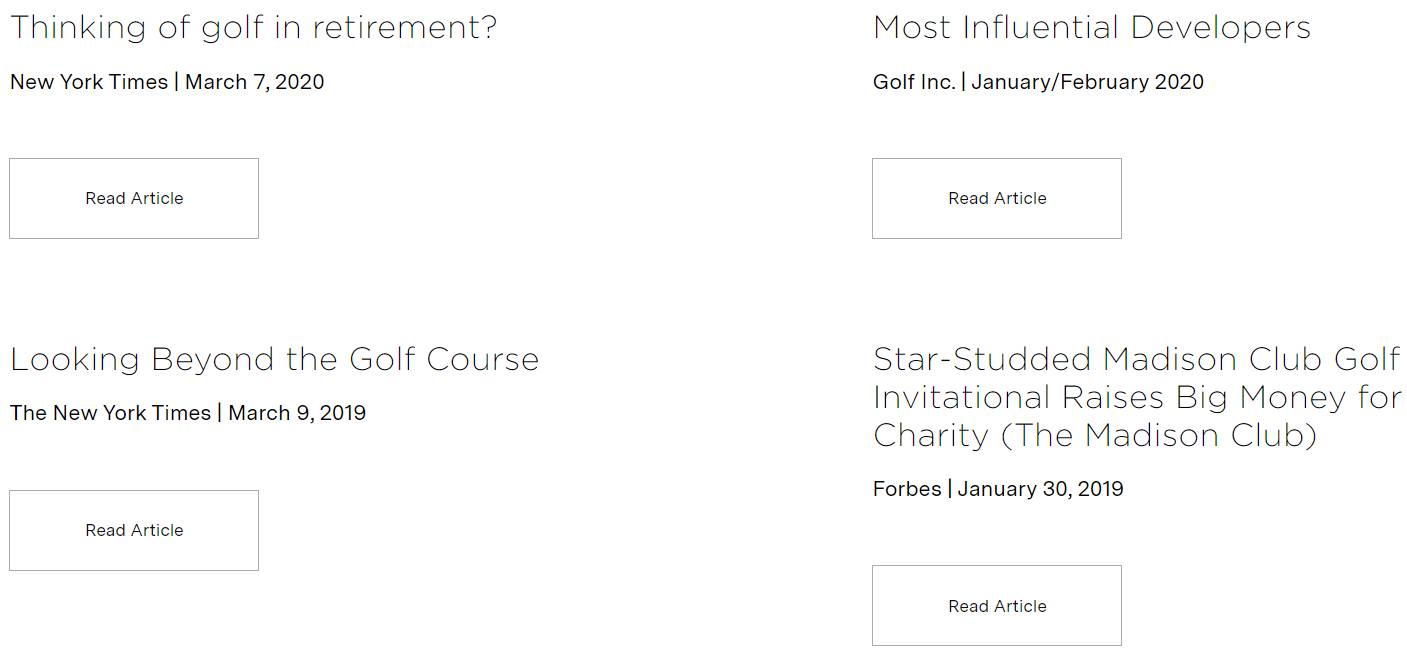 Thinking of golf in retirement?
New York Times | March 7, 2020
Read Article
Most Influential Developers
Golf Inc. | January/February 2020
Read Article
Looking Beyond the Golf Course
The New York Times | March 9, 2019
Read Article
Star-Studded Madison Club Golf
Invitational Raises Big Money for
Charity (The Madison Club)
Forbes | January 30, 2019
Read Article